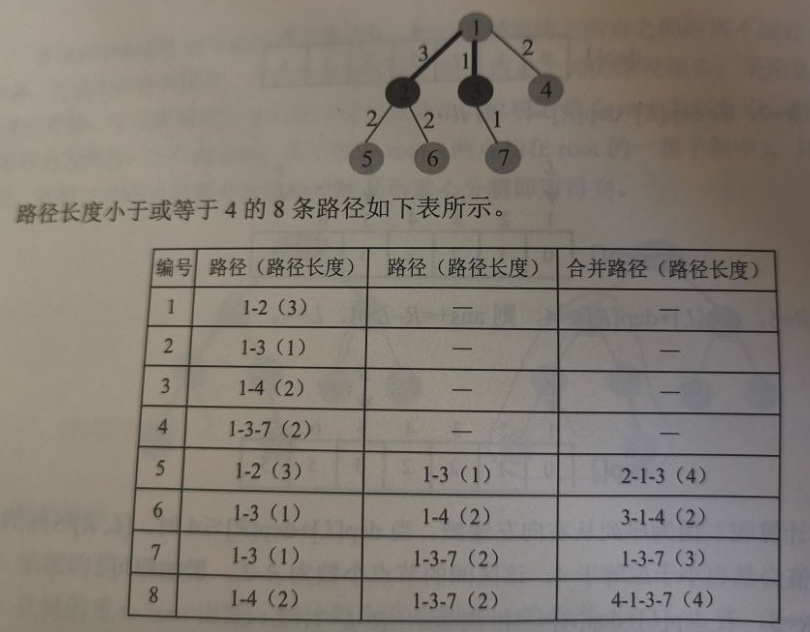 1
3
1
2
2
3
4
2
2
1
5
6
7
路径长度小于或等于 4 的 8 条路径如下表所示。
编号 路径(路径长度) 路径(路径长度) 合并路径(路径长度)
1 1-2(3) — —
2 1-3(1) — —
3 1-4(2) — —
4 1-3-7(2) — —
5 1-2(3) 1-3(1) 2-1-3(4)
6 1-3(1) 1-4(2) 3-1-4(2)
7 1-3(1) 1-3-7(2) 1-3-7(3)
8 1-4(2) 1-3-7(2) 4-1-3-7(4)